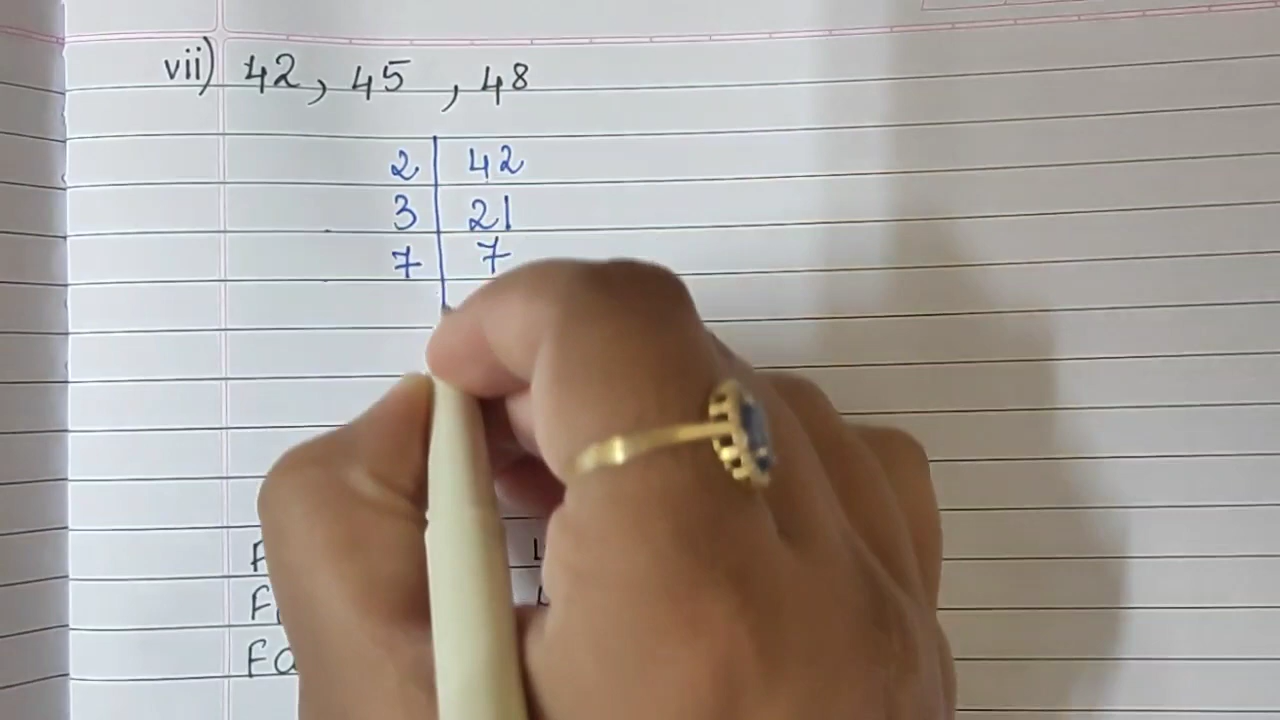 vii) 42, 45, 48
2 | 42
3 | 21
7 | 7